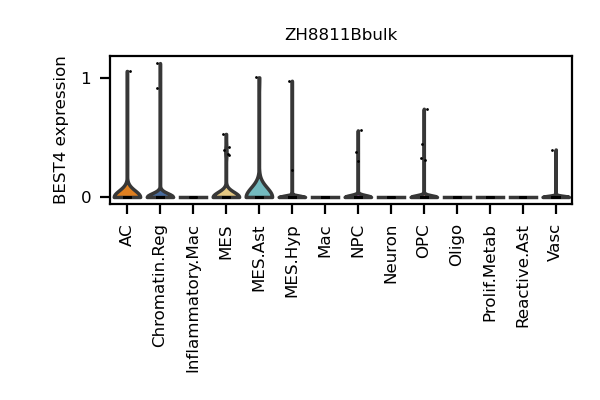 ZH8811Bbulk
BEST4 expression
1
0
AC
Chromatin.Reg
Inflammatory.Mac
MES
MES.Ast
MES.Hyp
Mac
NPC
Neuron
OPC
Oligo
Prolif.Metab
Reactive.Ast
Vasc